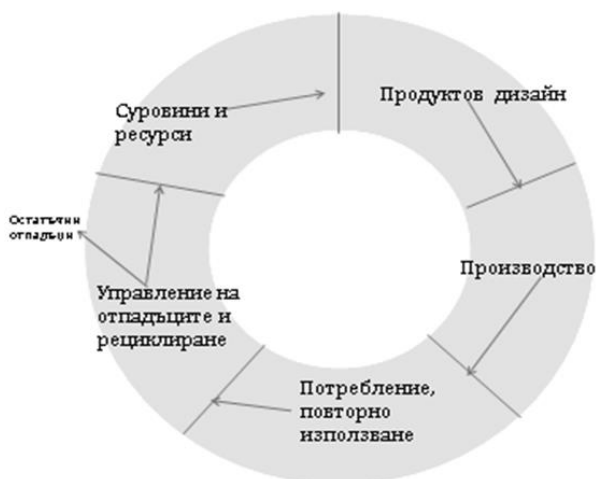 Суровини и
ресурси
Продуктов дизайн
Производство
Потребление,
повторно
използване
Управление на
отпадъците и
рециклиране
Остатъчни
отпадъци